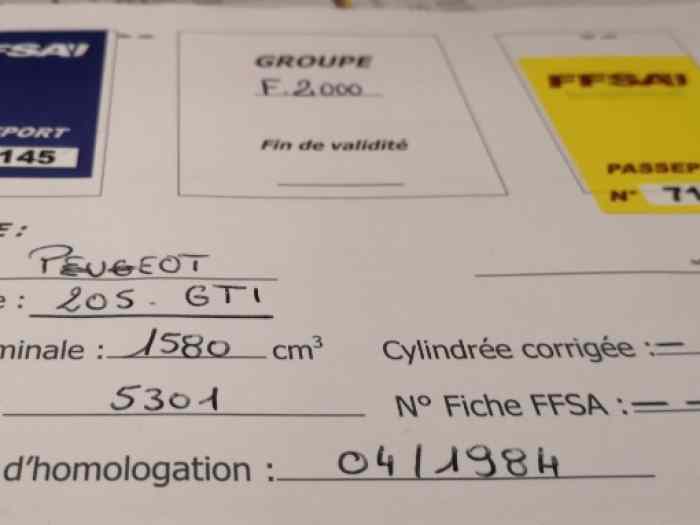 FFSA
GROUPE
FFSA
F.2000
PORT
Fin de validité
PASSEP
145
N° 71
E:
PEUGEOT
e : 205. GTI
minale : 1580 cm³ Cylindrée corrigée : —
5301 N° Fiche FFSA : — -
d'homologation : 04/1984